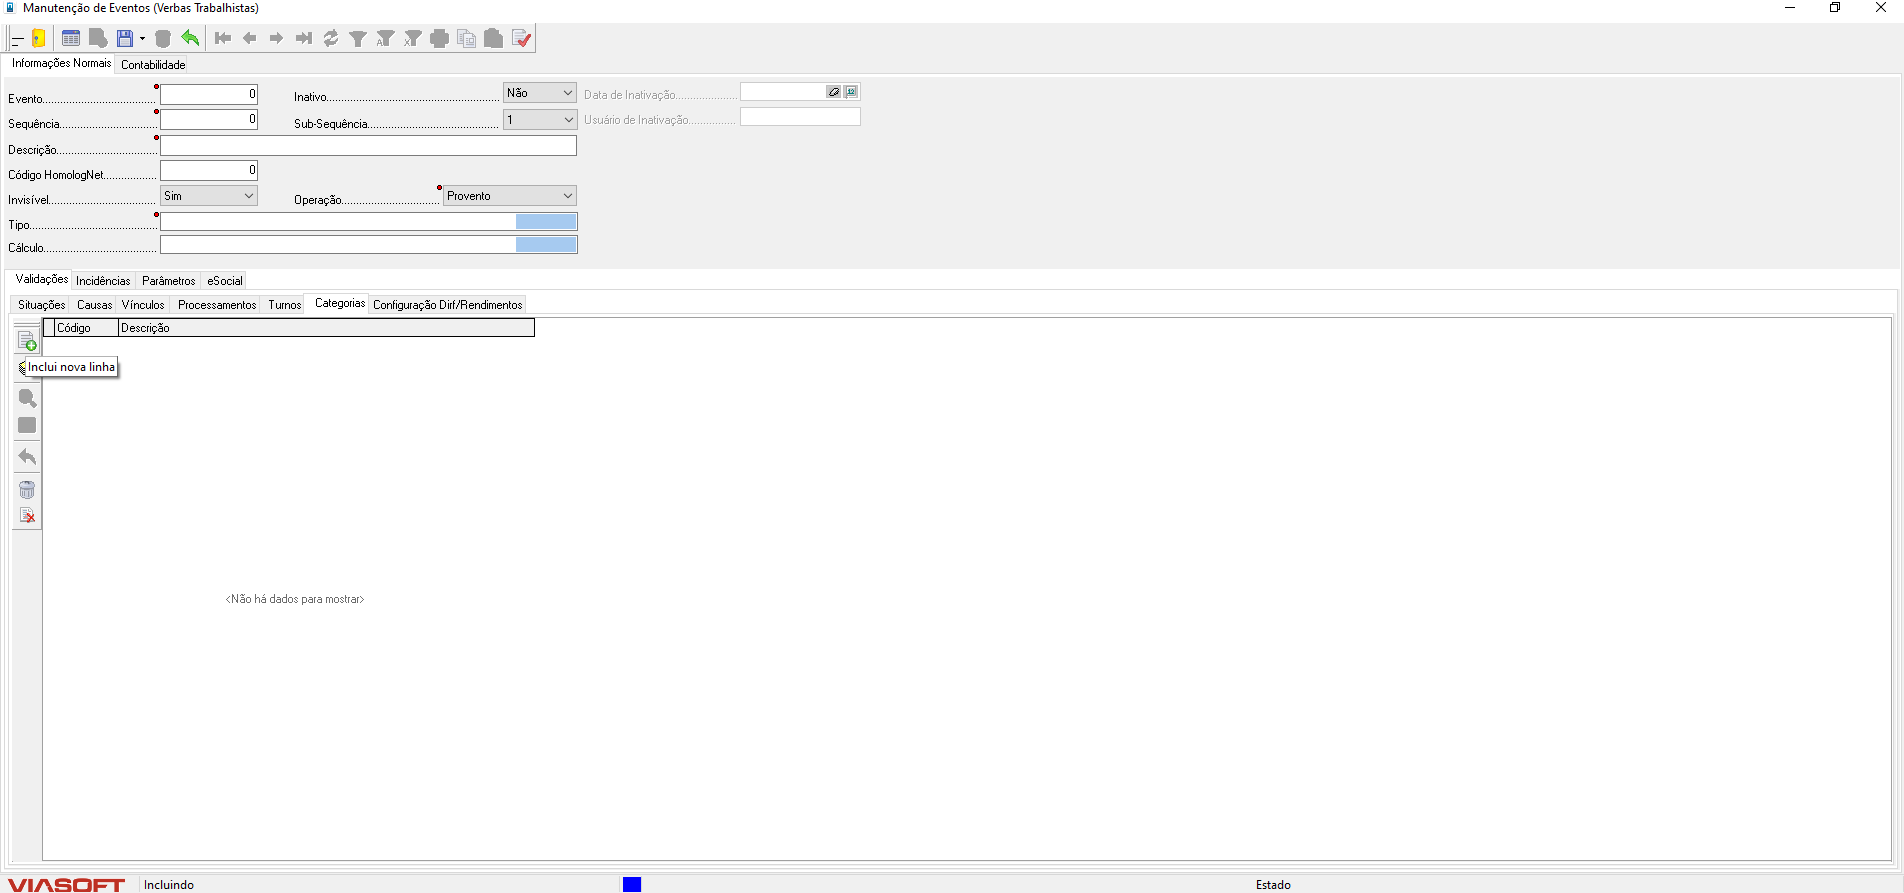 Manutenção de Eventos (Verbas Trabalhistas)
Informações Normais Contabilidade
Evento 0 Inativo Não Data de Inativação
Sequência 0 Sub-Sequência 1 Usuário de Inativação
Descrição
Código HomologNet 0
Invisível Sim Operação Provento
Tipo
Cálculo
Validações Incidências Parâmetros eSocial
Situações Causas Vínculos Processamentos Turnos Categorias Configuração Dirf/Rendimentos
Código Descrição
Inclui nova linha
<Não há dados para mostrar>
VIASOFT Incluindo Estado